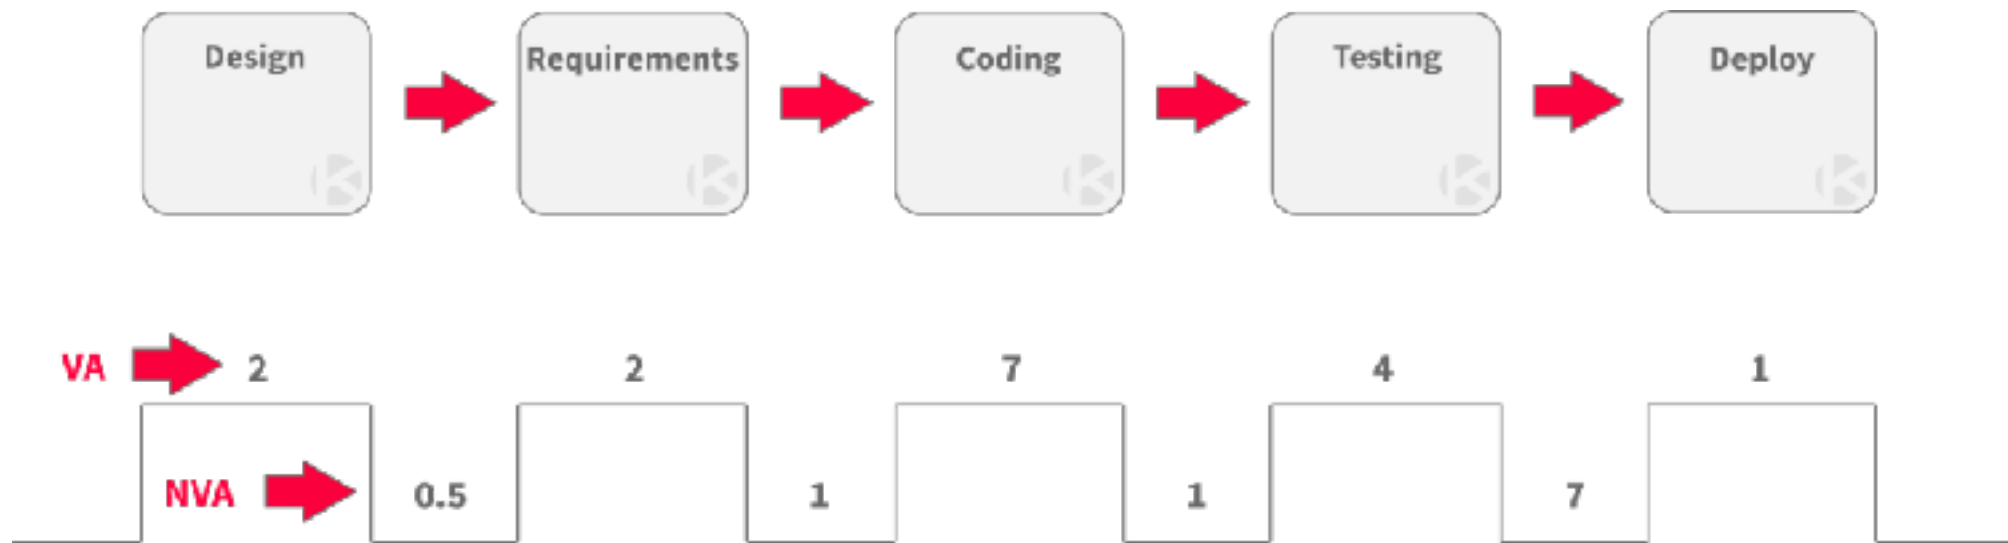 Design
Requirements
Coding
Testing
Deploy
VA 2 2 7 4 1
NVA 0.5 1 1 7